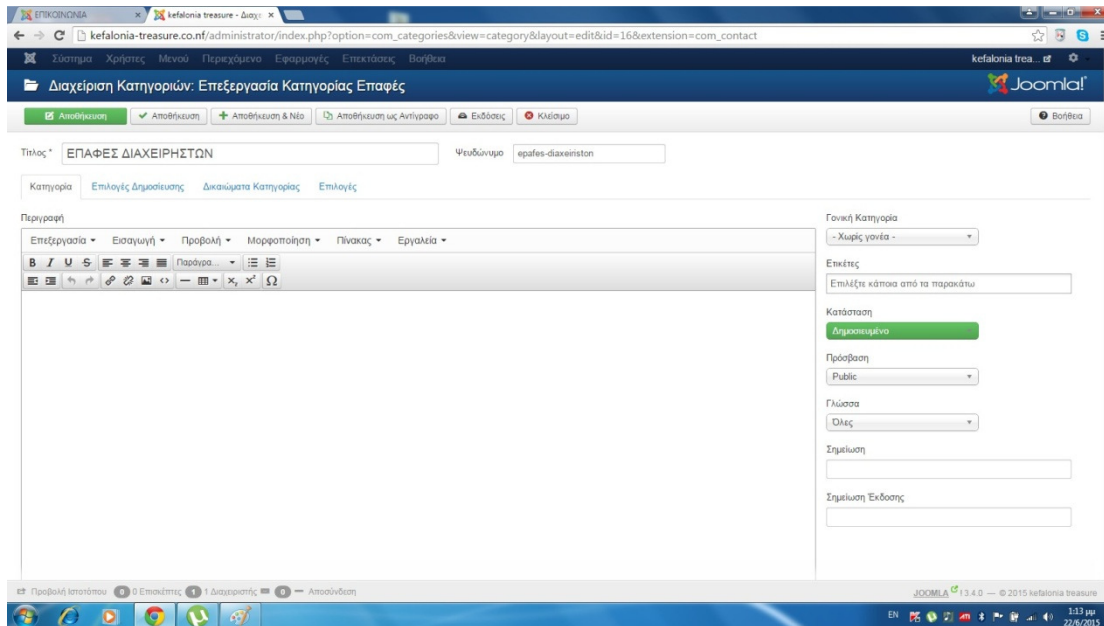 ΕΠΙΚΟΙΝΩΝΙΑ
kefalonia treasure - Διαχε
kefalonia-treasure.co.nf/administrator/index.php?option=com_categories&view=category&layout=edit&id=16&extension=com_contact
Σύστημα Χρήστες Μενού Περιεχόμενο Εφαρμογές Επεκτάσεις Βοήθεια kefalonia trea...
Διαχείριση Κατηγοριών: Επεξεργασία Κατηγορίας Επαφές Joomla!
Αποθήκευση Αποθήκευση Αποθήκευση & Νέο Αποθήκευση ως Αντίγραφο Εκδόσεις Κλείσιμο Βοήθεια
Τίτλος * ΕΠΑΦΕΣ ΔΙΑΧΕΙΡΗΣΤΩΝ Ψευδώνυμο epafes-diaxeiriston
Κατηγορία Επιλογές Δημοσίευσης Δικαιώματα Κατηγορίας Επιλογές
Περιγραφή
Επεξεργασία Εισαγωγή Προβολή Μορφοποίηση Πίνακας Εργαλεία
B I U S Παράγρα...
x, x² Ω
Γονική Κατηγορία
- Χωρίς γονέα -
Ετικέτες
Επιλέξτε κάποια από τα παρακάτω
Κατάσταση
Δημοσιευμένο
Πρόσβαση
Public
Γλώσσα
Όλες
Σημείωση
Σημείωση Έκδοσης
Προβολή Ιστοτόπου 0 0 Επισκέπτες 1 1 Διαχειριστής 0 Αποσύνδεση JOOMLA 3.4.0 — © 2015 kefalonia treasure
EN 1:13 μμ
22/6/2015